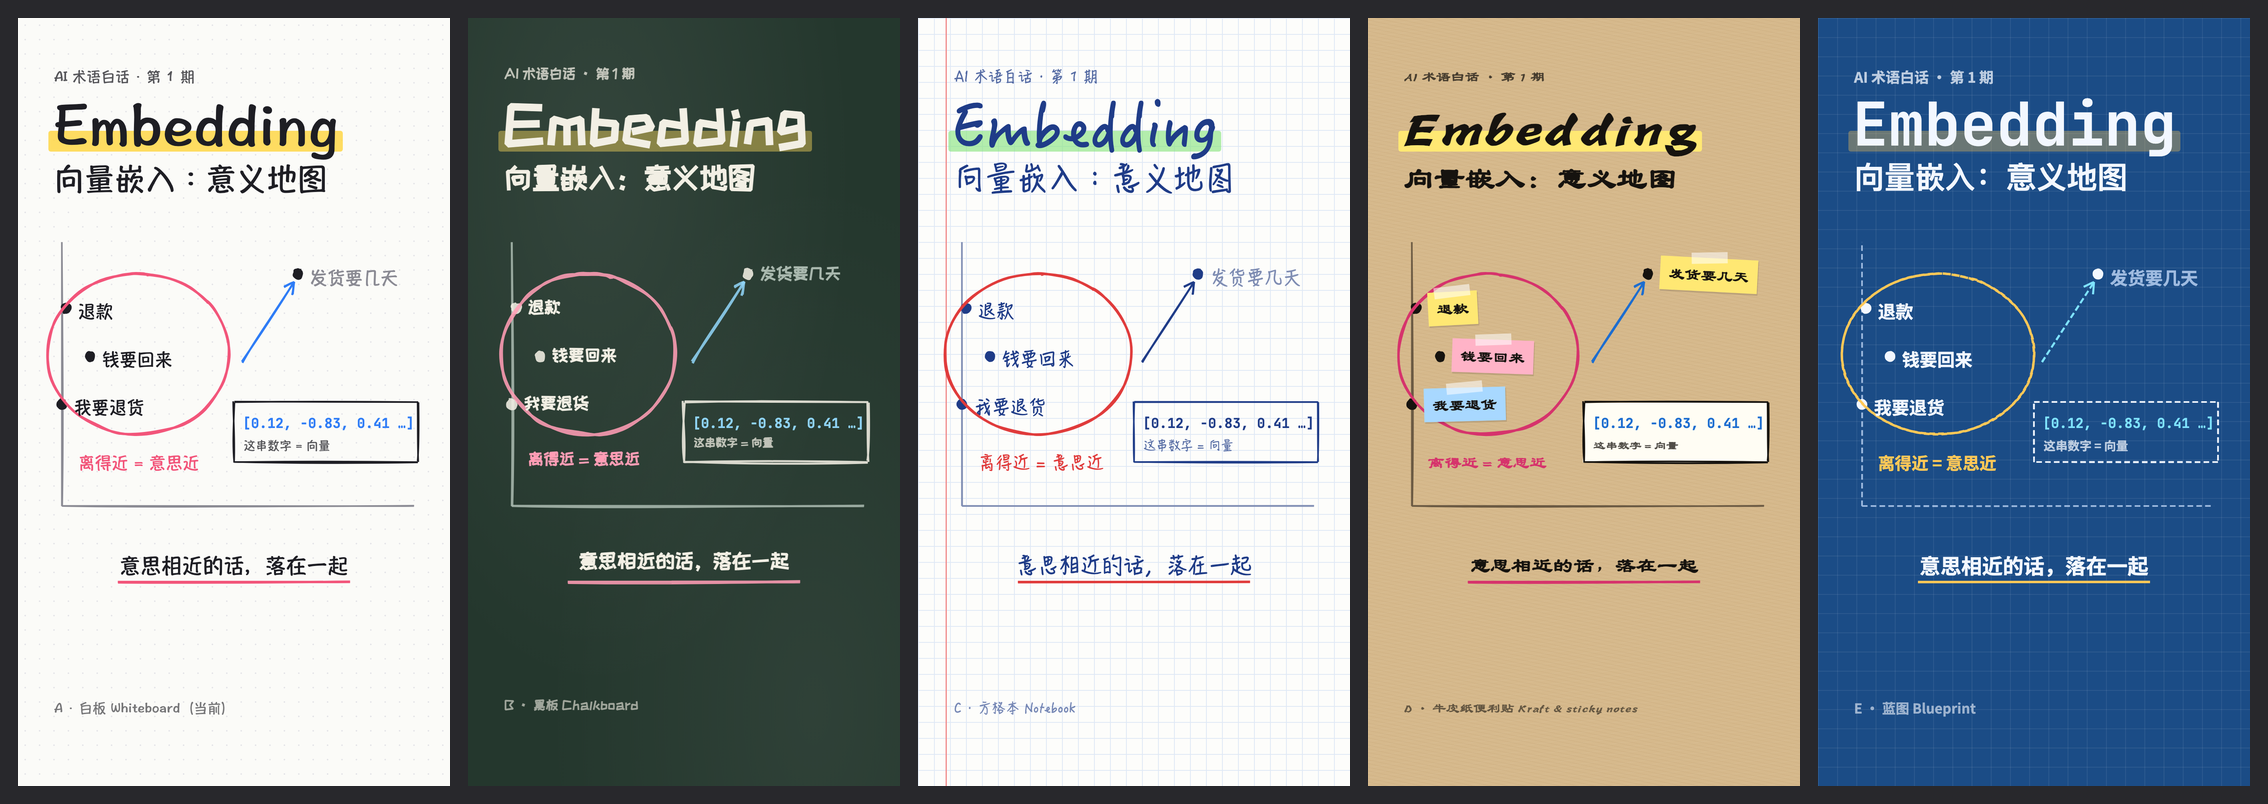 AI 术语白话 · 第 1 期
Embedding
向量嵌入：意义地图
发货要几天
退款
钱要回来
我要退货
[0.12, -0.83, 0.41 …]
这串数字 = 向量
离得近 = 意思近
意思相近的话，落在一起
A · 白板 Whiteboard（当前）
AI 术语白话 · 第 1 期
Embedding
向量嵌入：意义地图
发货要几天
退款
钱要回来
我要退货
[0.12, -0.83, 0.41 …]
这串数字 = 向量
离得近 = 意思近
意思相近的话，落在一起
B · 黑板 Chalkboard
AI 术语白话 · 第 1 期
Embedding
向量嵌入：意义地图
发货要几天
退款
钱要回来
我要退货
[0.12, -0.83, 0.41 …]
这串数字 = 向量
离得近 = 意思近
意思相近的话，落在一起
C · 方格本 Notebook
AI 术语白话 · 第 1 期
Embedding
向量嵌入：意义地图
发货要几天
退款
钱要回来
我要退货
[0.12, -0.83, 0.41 …]
这串数字 = 向量
离得近 = 意思近
意思相近的话，落在一起
D · 牛皮纸便利贴 Kraft & sticky notes
AI 术语白话 · 第 1 期
Embedding
向量嵌入：意义地图
发货要几天
退款
钱要回来
我要退货
[0.12, -0.83, 0.41 …]
这串数字 = 向量
离得近 = 意思近
意思相近的话，落在一起
E · 蓝图 Blueprint